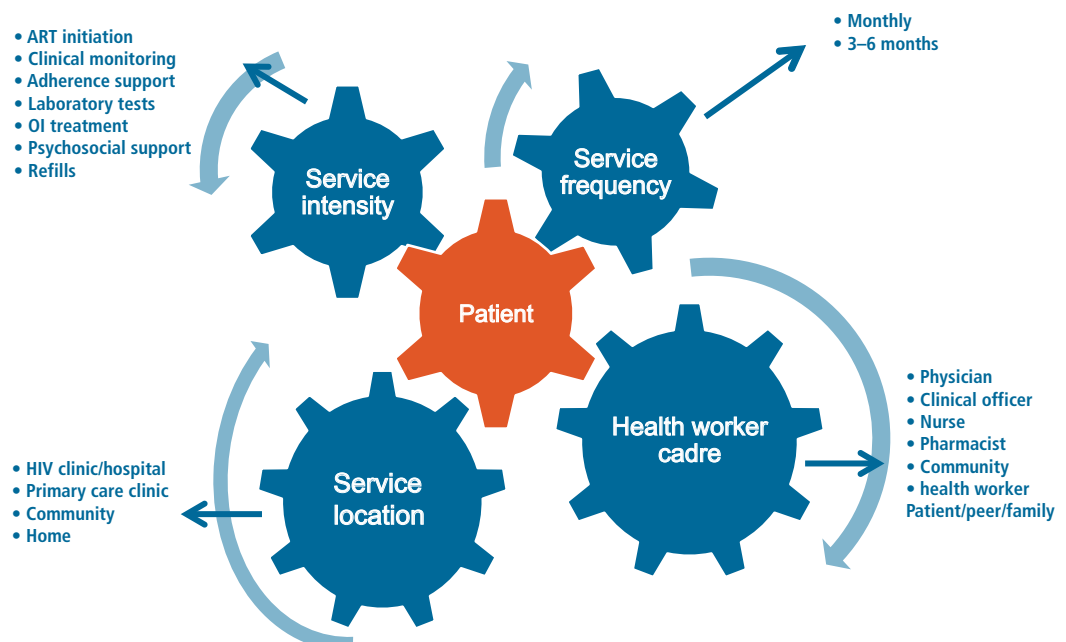 • ART initiation
• Clinical monitoring
• Adherence support
• Laboratory tests
• OI treatment
• Psychosocial support
• Refills
• Monthly
• 3–6 months
Service
intensity
Service
frequency
Patient
Service
location
Health worker
cadre
• HIV clinic/hospital
• Primary care clinic
• Community
• Home
• Physician
• Clinical officer
• Nurse
• Pharmacist
• Community
• health worker
Patient/peer/family